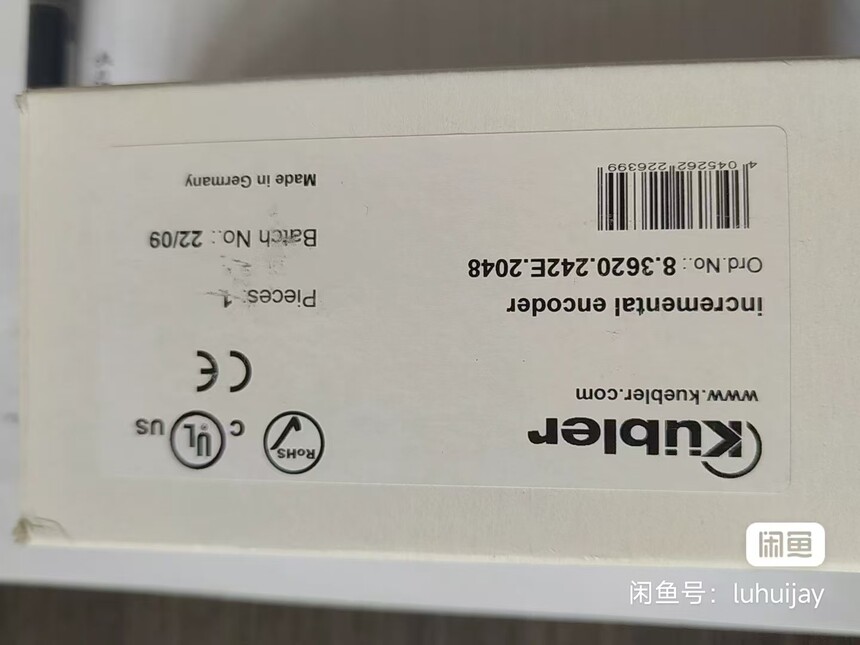 Kübler
www.kuebler.com
incremental encoder
Ord.No.: 8.3620.242E.2048
4 045262 226399
RoHS
C UL US
CE
Pieces: 1
Batch No.: 22/09
Made in Germany
闲鱼
闲鱼号：luhuijay